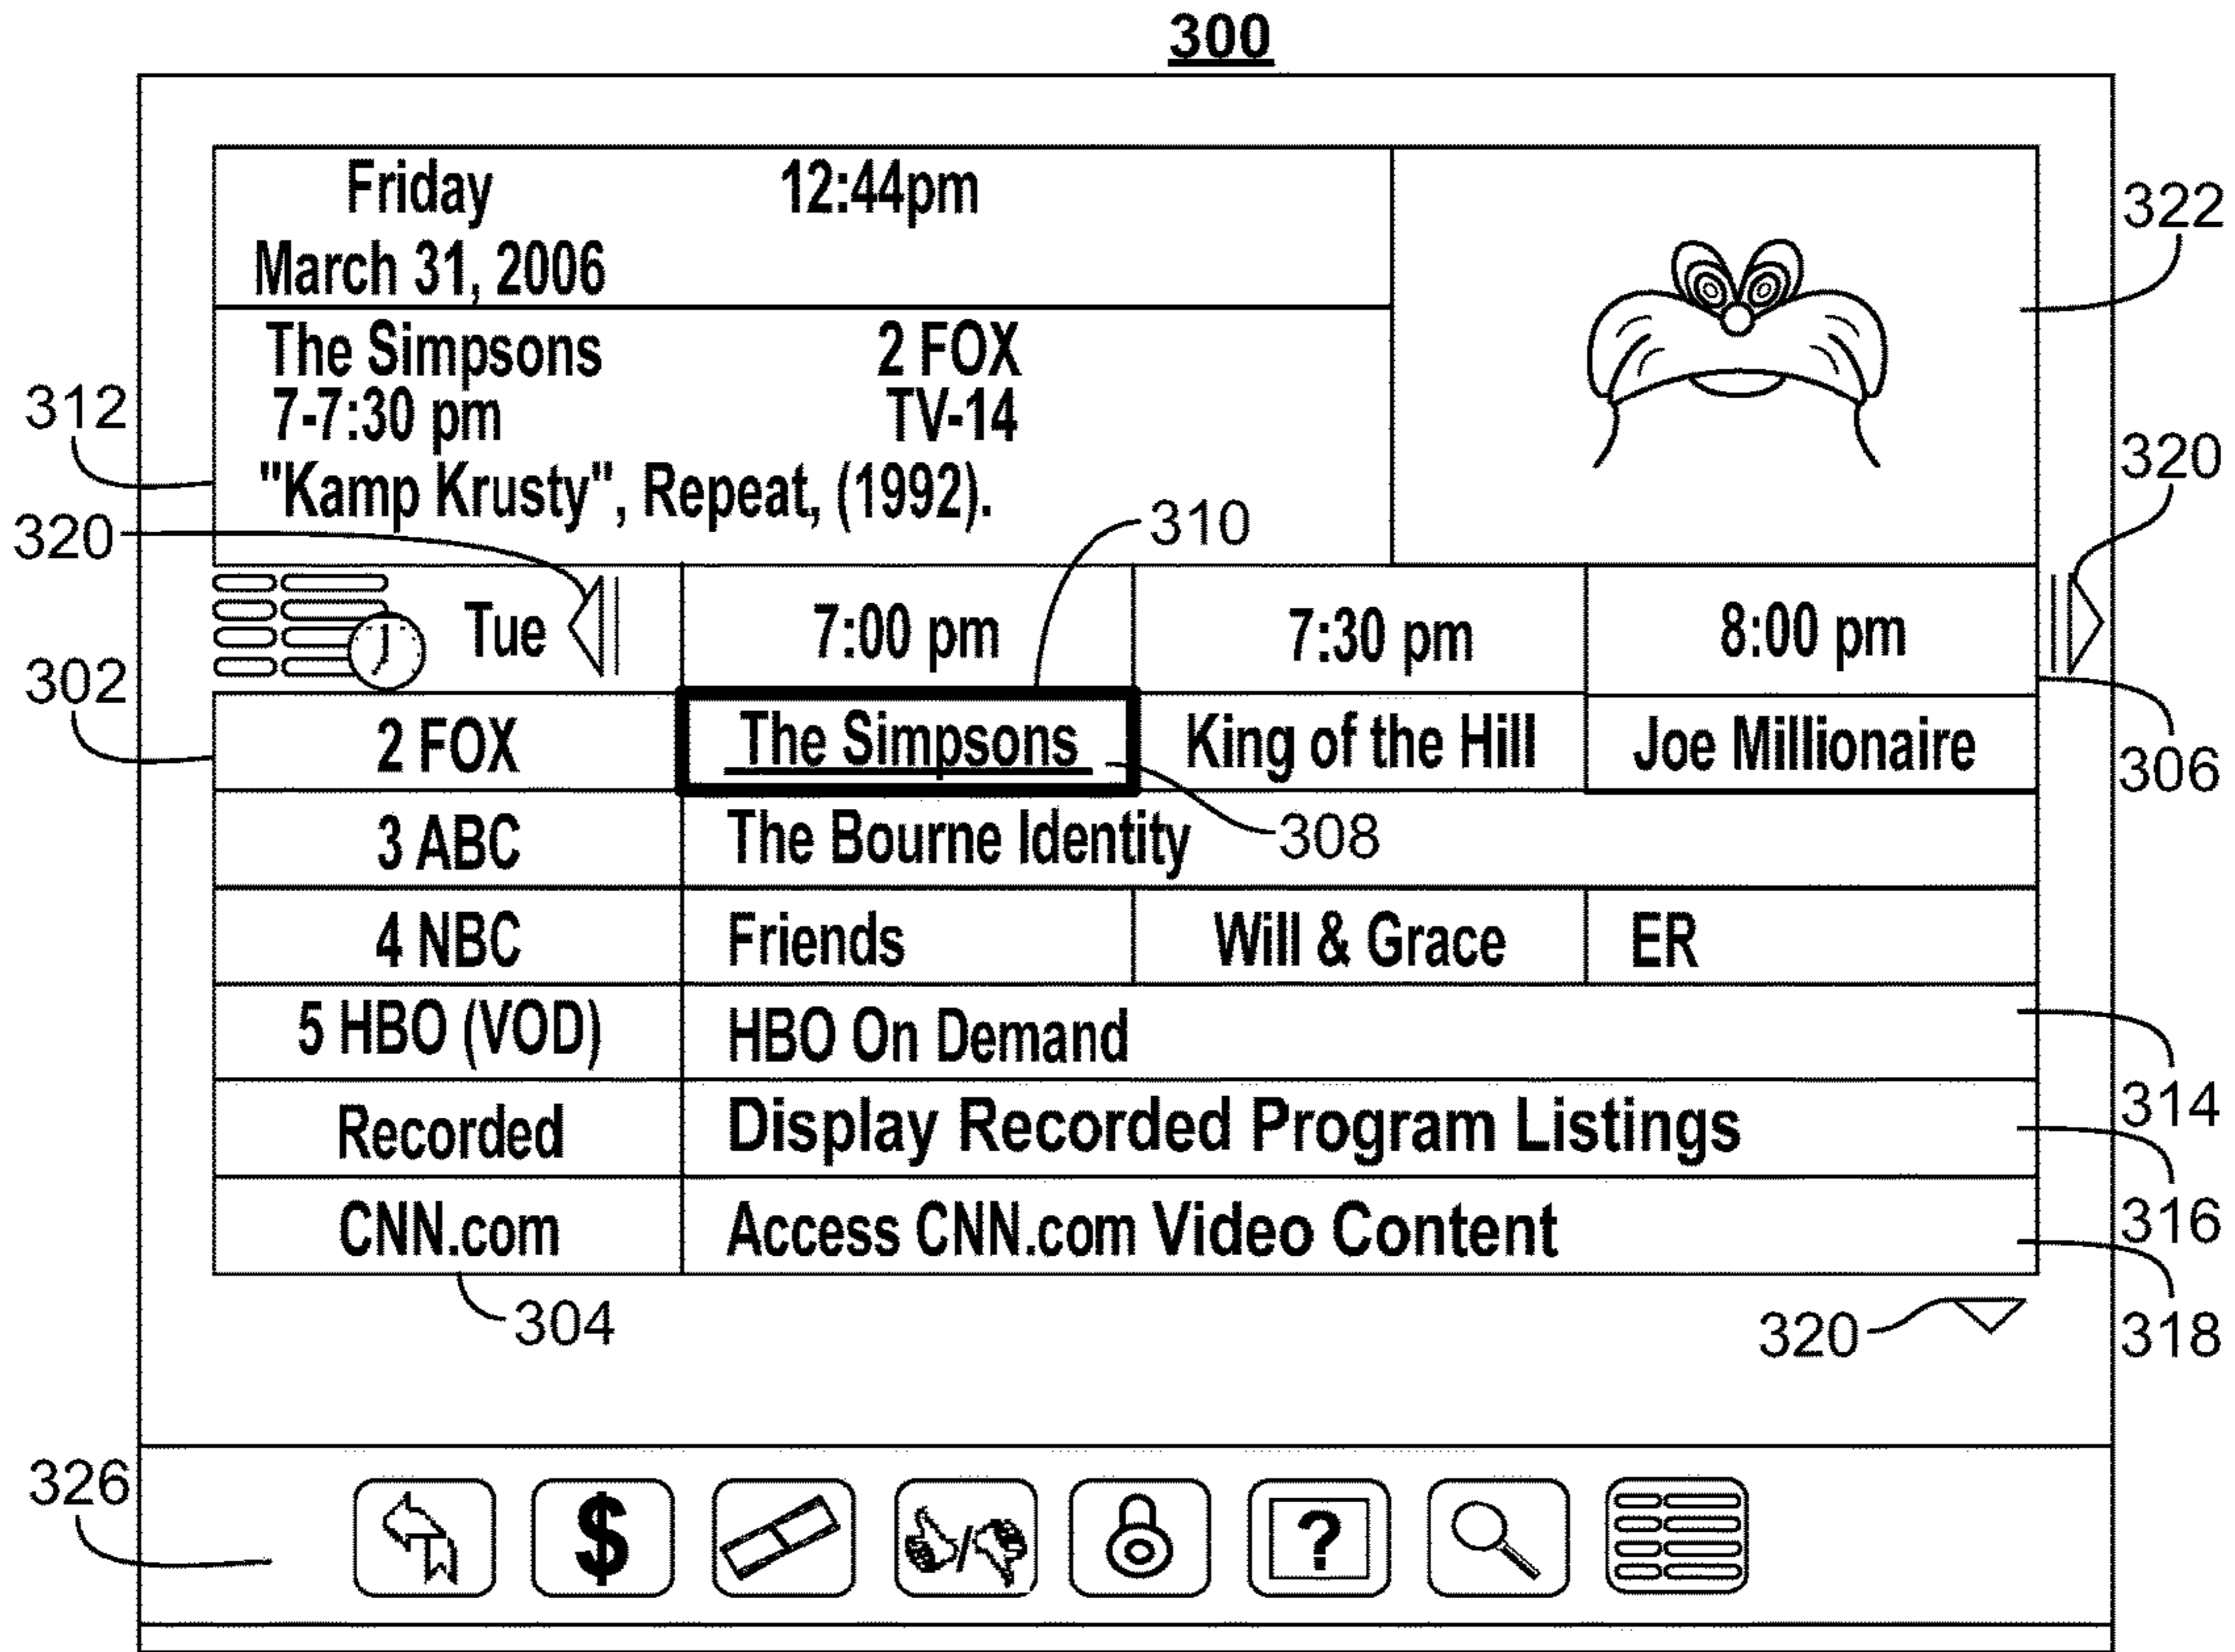 300
Friday 12:44pm
March 31, 2006
322
The Simpsons 2 FOX
312
7-7:30 pm TV-14
320
"Kamp Krusty", Repeat, (1992).
310
320
Tue 7:00 pm 7:30 pm 8:00 pm
302
2 FOX The Simpsons King of the Hill Joe Millionaire
306
3 ABC The Bourne Identity 308
4 NBC Friends Will & Grace ER
5 HBO (VOD) HBO On Demand
314
Recorded Display Recorded Program Listings
316
CNN.com Access CNN.com Video Content
304
320
318
326
$ / ?